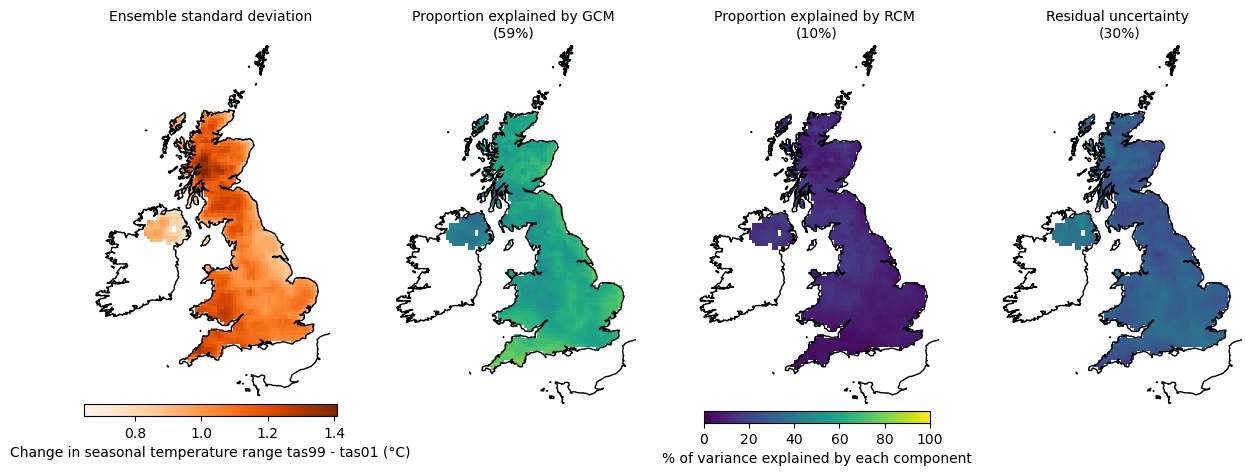 Ensemble standard deviation
Proportion explained by GCM
(59%)
Proportion explained by RCM
(10%)
Residual uncertainty
(30%)
0.8 1.0 1.2 1.4
Change in seasonal temperature range tas99 - tas01 (°C)
0 20 40 60 80 100
% of variance explained by each component